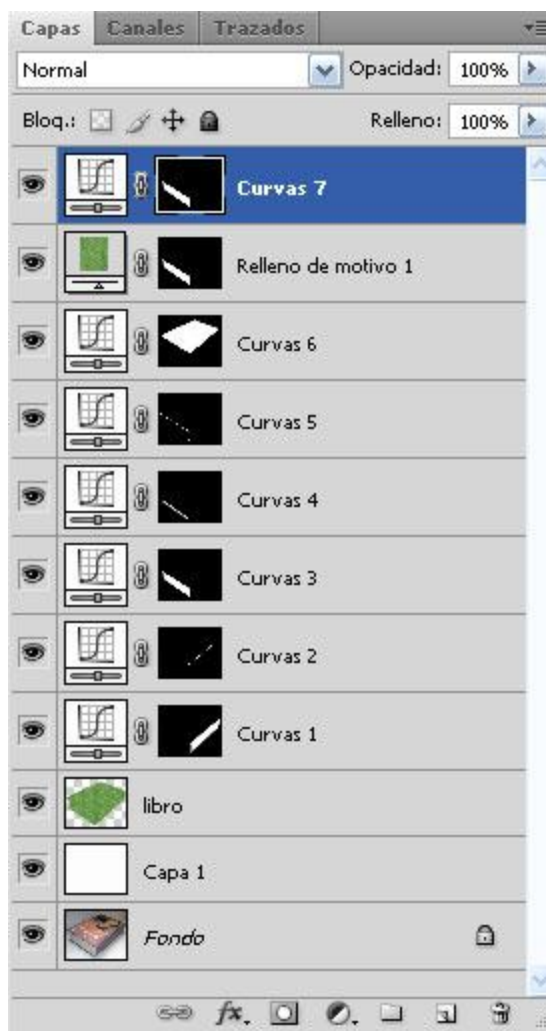 Capas Canales Trazados
Normal Opacidad: 100%
Bloq.: Relleno: 100%
Curvas 7
Relleno de motivo 1
Curvas 6
Curvas 5
Curvas 4
Curvas 3
Curvas 2
Curvas 1
libro
Capa 1
Fondo
fx.